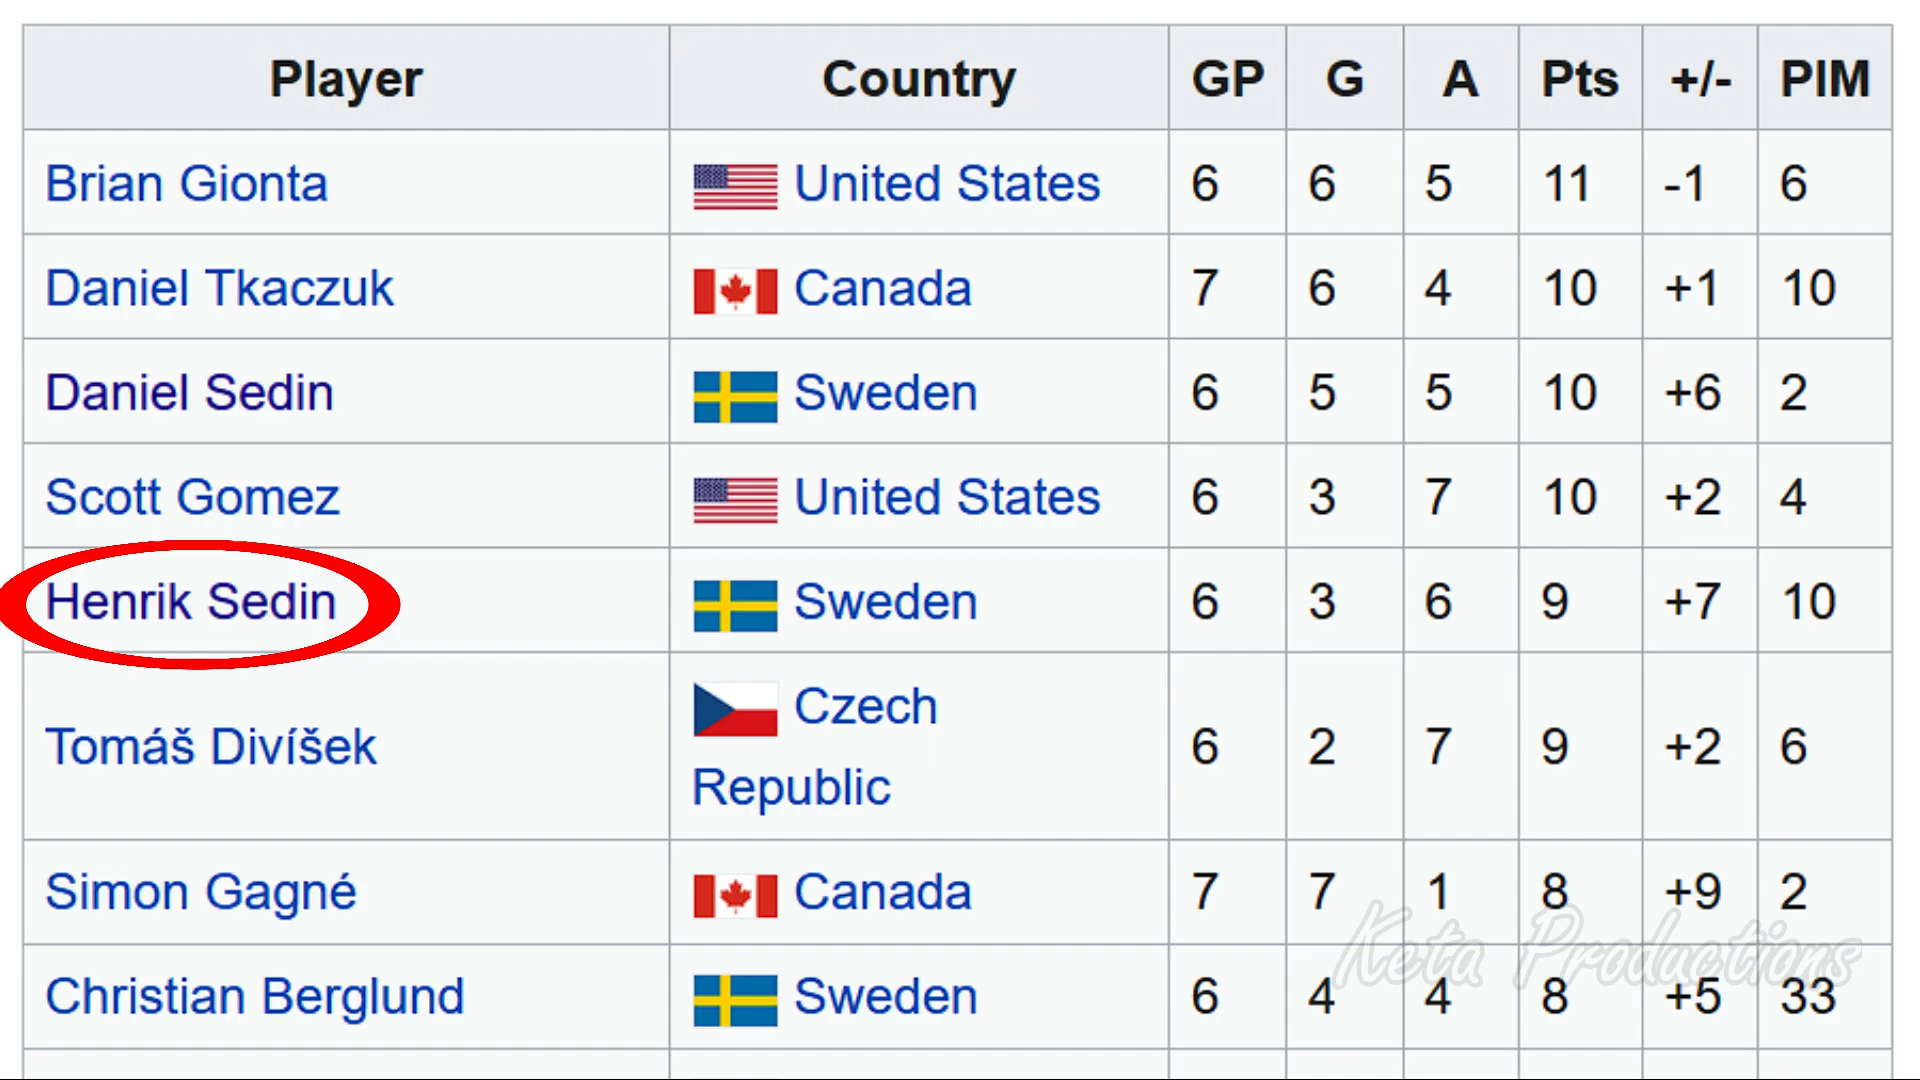 Player Country GP G A Pts +/- PIM
Brian Gionta United States 6 6 5 11 -1 6
Daniel Tkaczuk Canada 7 6 4 10 +1 10
Daniel Sedin Sweden 6 5 5 10 +6 2
Scott Gomez United States 6 3 7 10 +2 4
Henrik Sedin Sweden 6 3 6 9 +7 10
Tomáš Divíšek Czech Republic 6 2 7 9 +2 6
Simon Gagné Canada 7 7 1 8 +9 2
Christian Berglund Sweden 6 4 4 8 +5 33
Keta Productions